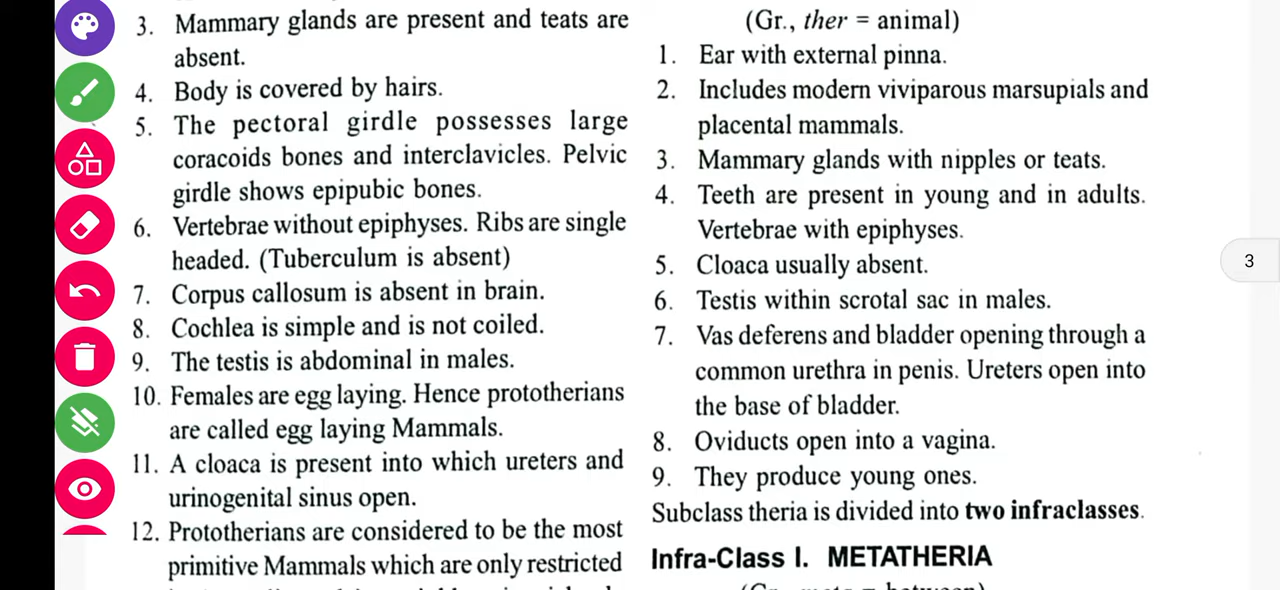 3. Mammary glands are present and teats are
absent.
4. Body is covered by hairs.
5. The pectoral girdle possesses large
coracoids bones and interclavicles. Pelvic
girdle shows epipubic bones.
6. Vertebrae without epiphyses. Ribs are single
headed. (Tuberculum is absent)
7. Corpus callosum is absent in brain.
8. Cochlea is simple and is not coiled.
9. The testis is abdominal in males.
10. Females are egg laying. Hence prototherians
are called egg laying Mammals.
11. A cloaca is present into which ureters and
urinogenital sinus open.
12. Prototherians are considered to be the most
primitive Mammals which are only restricted
(Gr., ther = animal)
1. Ear with external pinna.
2. Includes modern viviparous marsupials and
placental mammals.
3. Mammary glands with nipples or teats.
4. Teeth are present in young and in adults.
Vertebrae with epiphyses.
5. Cloaca usually absent.
6. Testis within scrotal sac in males.
7. Vas deferens and bladder opening through a
common urethra in penis. Ureters open into
the base of bladder.
8. Oviducts open into a vagina.
9. They produce young ones.
Subclass theria is divided into two infraclasses.
Infra-Class I. METATHERIA
3